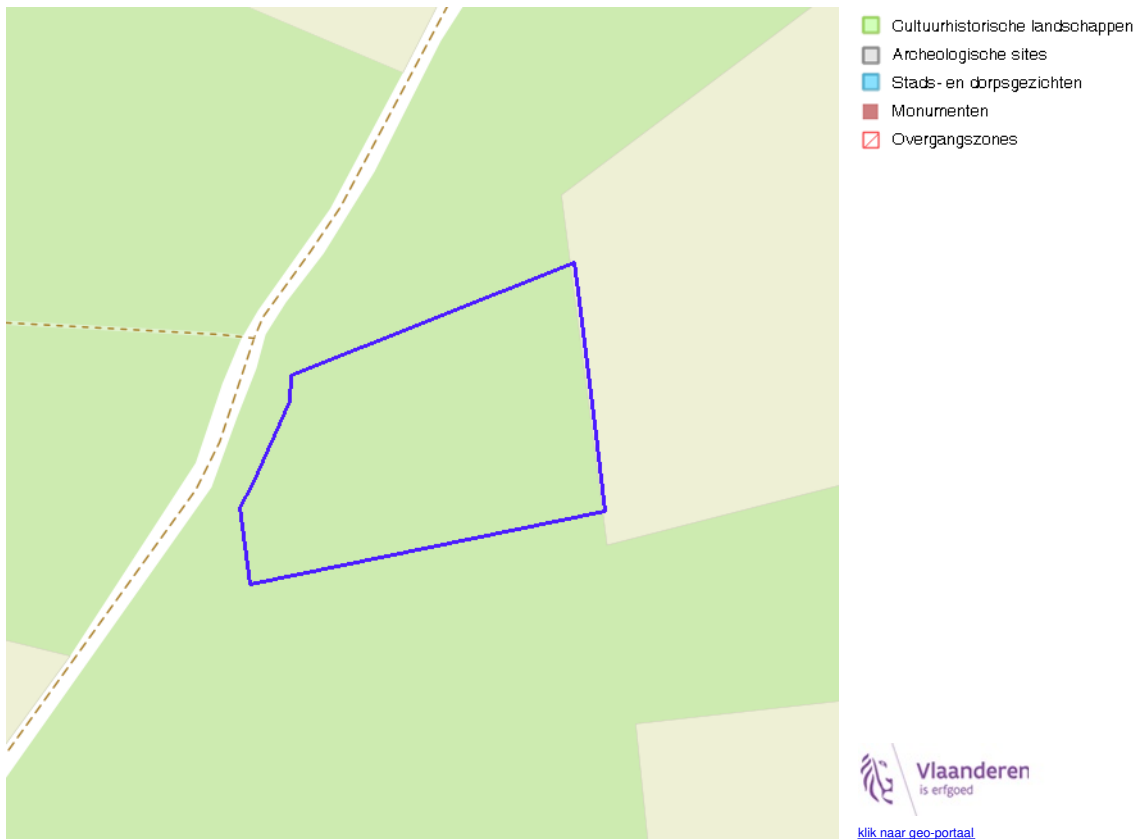 Cultuurhistorische landschappen
Archeologische sites
Stads- en dorpsgezichten
Monumenten
Overgangszones
Vlaanderen
is erfgoed
klik naar geo-portaal